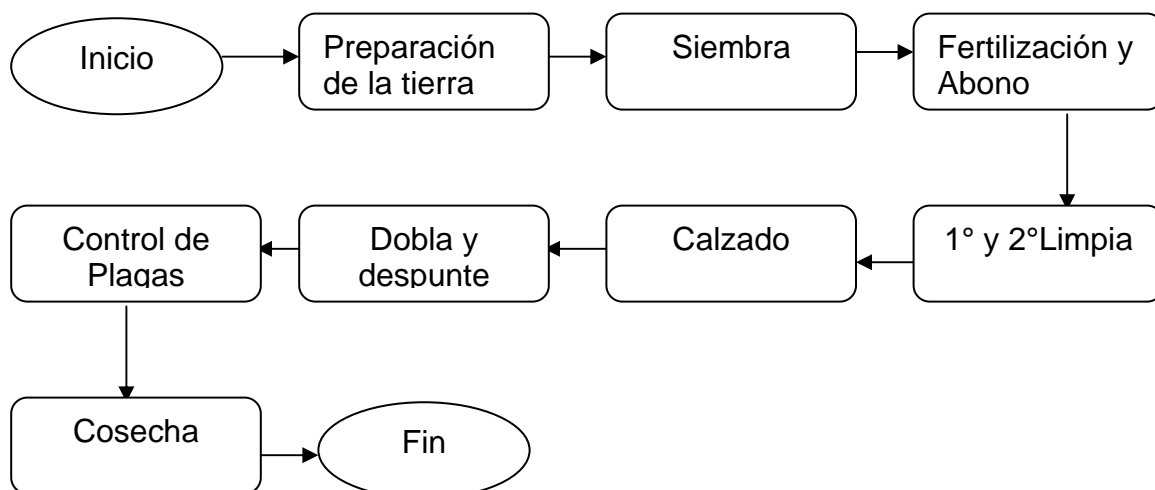 Inicio
Preparación
de la tierra
Siembra
Fertilización y
Abono
1° y 2°Limpia
Calzado
Dobla y
despunte
Control de
Plagas
Cosecha
Fin